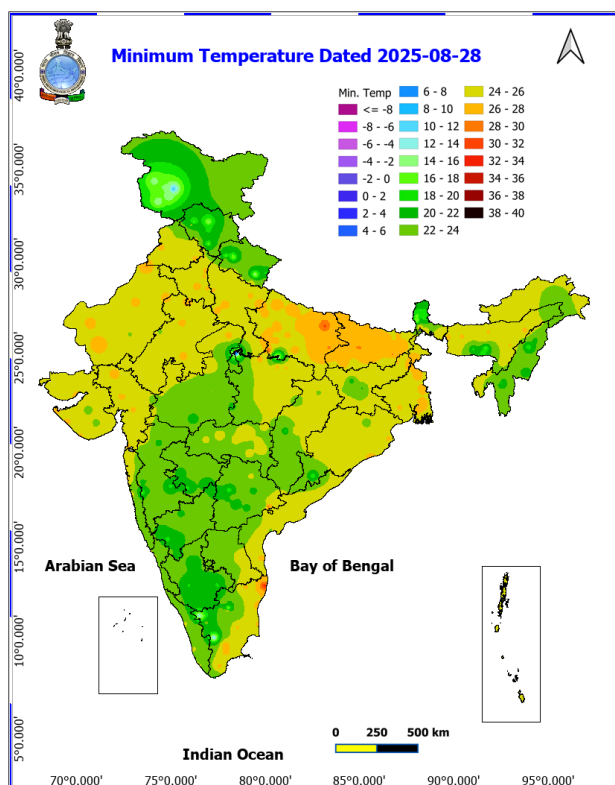 Minimum Temperature Dated 2025-08-28
Min. Temp
<= -8
-8 - -6
-6 - -4
-4 - -2
-2 - 0
0 - 2
2 - 4
4 - 6
6 - 8
8 - 10
10 - 12
12 - 14
14 - 16
16 - 18
18 - 20
20 - 22
22 - 24
24 - 26
26 - 28
28 - 30
30 - 32
32 - 34
34 - 36
36 - 38
38 - 40
40°0.000'
35°0.000'
30°0.000'
25°0.000'
20°0.000'
15°0.000'
10°0.000'
5°0.000'
Arabian Sea
Bay of Bengal
Indian Ocean
0 250 500 km
70°0.000' 75°0.000' 80°0.000' 85°0.000' 90°0.000' 95°0.000'